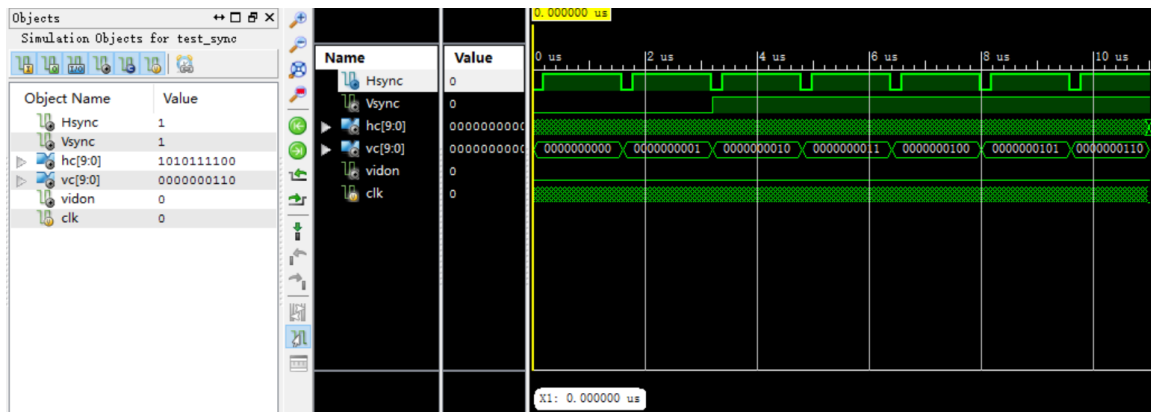 Objects
Simulation Objects for test_sync
Object Name Value
Hsync 1
Vsync 1
hc[9:0] 1010111100
vc[9:0] 0000000110
vidon 0
clk 0
Name Value
Hsync 0
Vsync 0
hc[9:0] 0000000000
vc[9:0] 0000000000
vidon 0
clk 0
0.000000 us
0 us 2 us 4 us 6 us 8 us 10 us
0000000000 0000000001 0000000010 0000000011 0000000100 0000000101 0000000110
X1: 0.000000 us